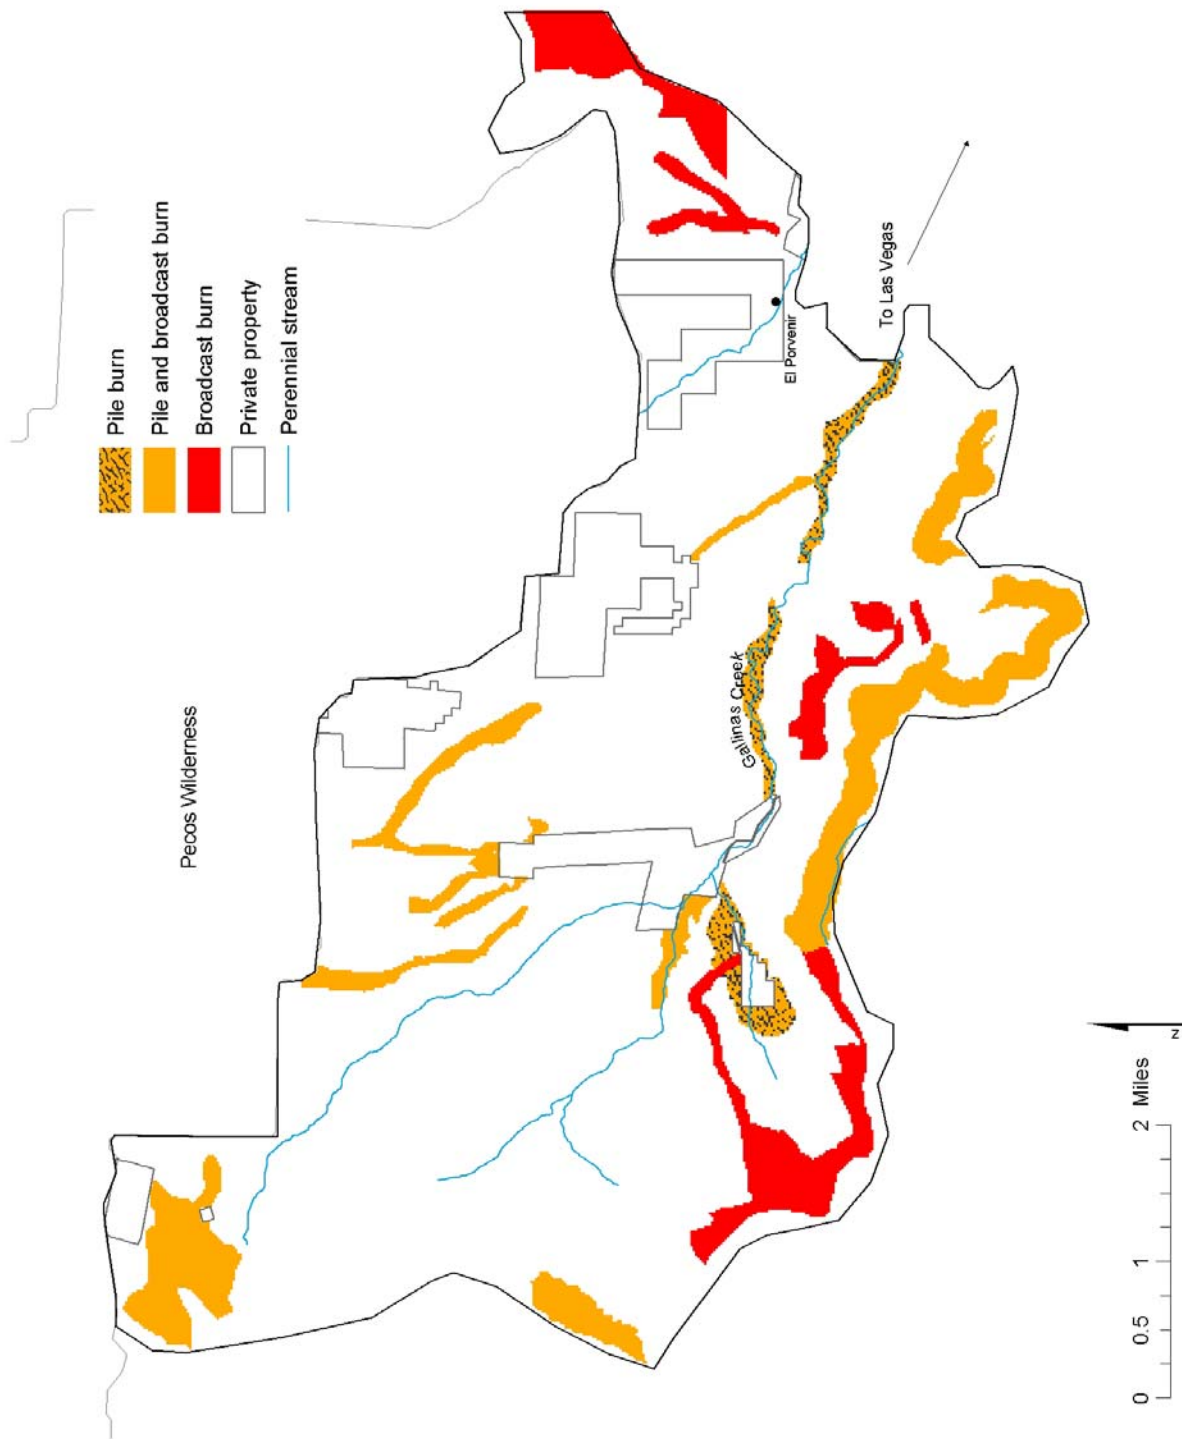 Pecos Wilderness
Pile burn
Pile and broadcast burn
Broadcast burn
Private property
Perennial stream
Gallinas Creek
El Porvenir
To Las Vegas
0 0.5 1 2 Miles
N